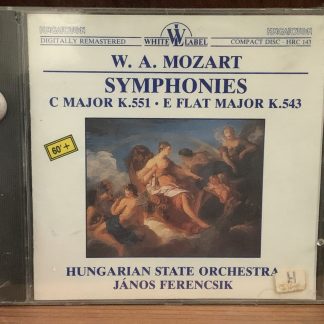 HUNGAROTON
HUNGAROTON
DIGITALLY REMASTERED
W
WHITE LABEL
COMPACT DISC - HRC 143
W. A. MOZART
SYMPHONIES
C MAJOR K.551 · E FLAT MAJOR K.543
60'+
HUNGARIAN STATE ORCHESTRA
JÁNOS FERENCSIK
H